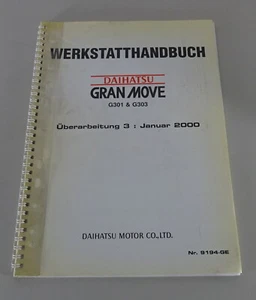 WERKSTATTHANDBUCH
DAIHATSU
GRAN MOVE
G301 & G303
Überarbeitung 3 : Januar 2000
DAIHATSU MOTOR CO.,LTD.
Nr. 9194-GE